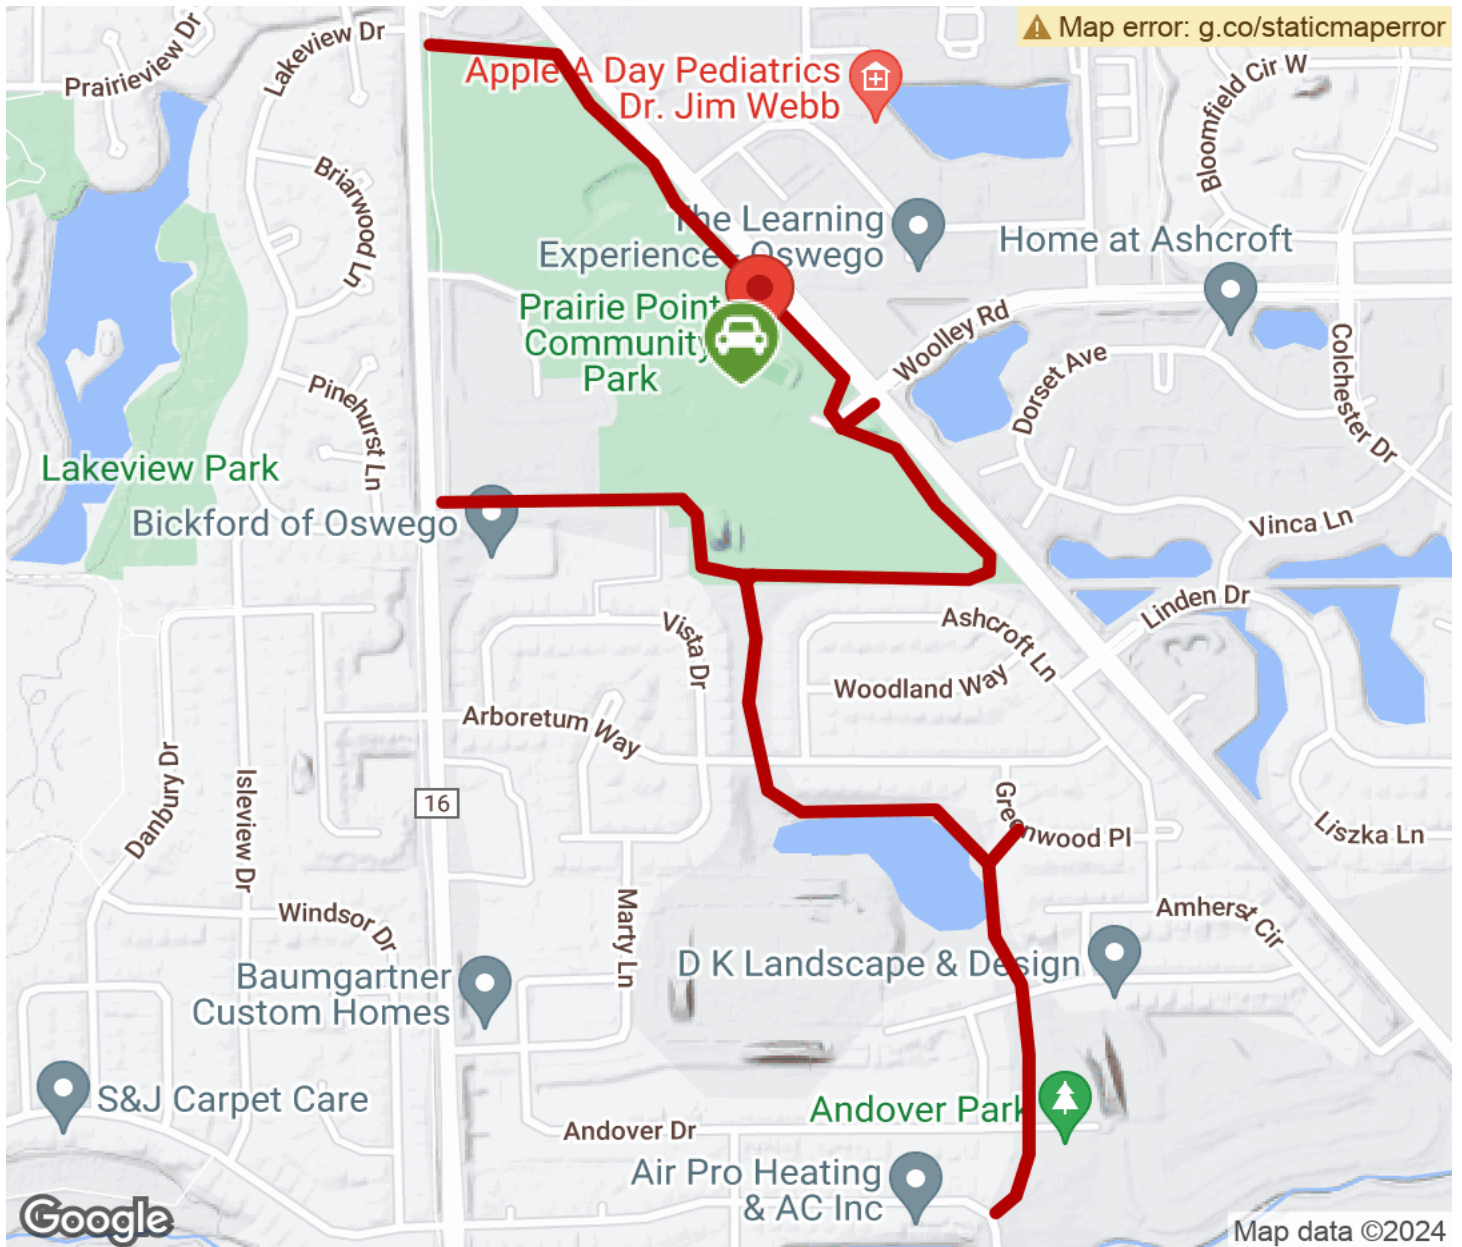 Map error: g.co/staticmaperror
Prairieview Dr
Lakeview Dr
Apple A Day Pediatrics
Dr. Jim Webb
Bloomfield Cir W
Briarwood Ln
The Learning
Experience - Oswego
Home at Ashcroft
Prairie Point
Community
Park
Woolley Rd
Dorset Ave
Colchester Dr
Pinehurst Ln
Lakeview Park
Bickford of Oswego
Vinca Ln
Linden Dr
Ashcroft Ln
Vista Dr
Woodland Way
Arboretum Way
Danbury Dr
Isleview Dr
16
Greenwood Pl
Liszka Ln
Marty Ln
Windsor Dr
Amherst Cir
D K Landscape & Design
Baumgartner
Custom Homes
S&J Carpet Care
Andover Park
Andover Dr
Air Pro Heating
& AC Inc
Google
Map data ©2024